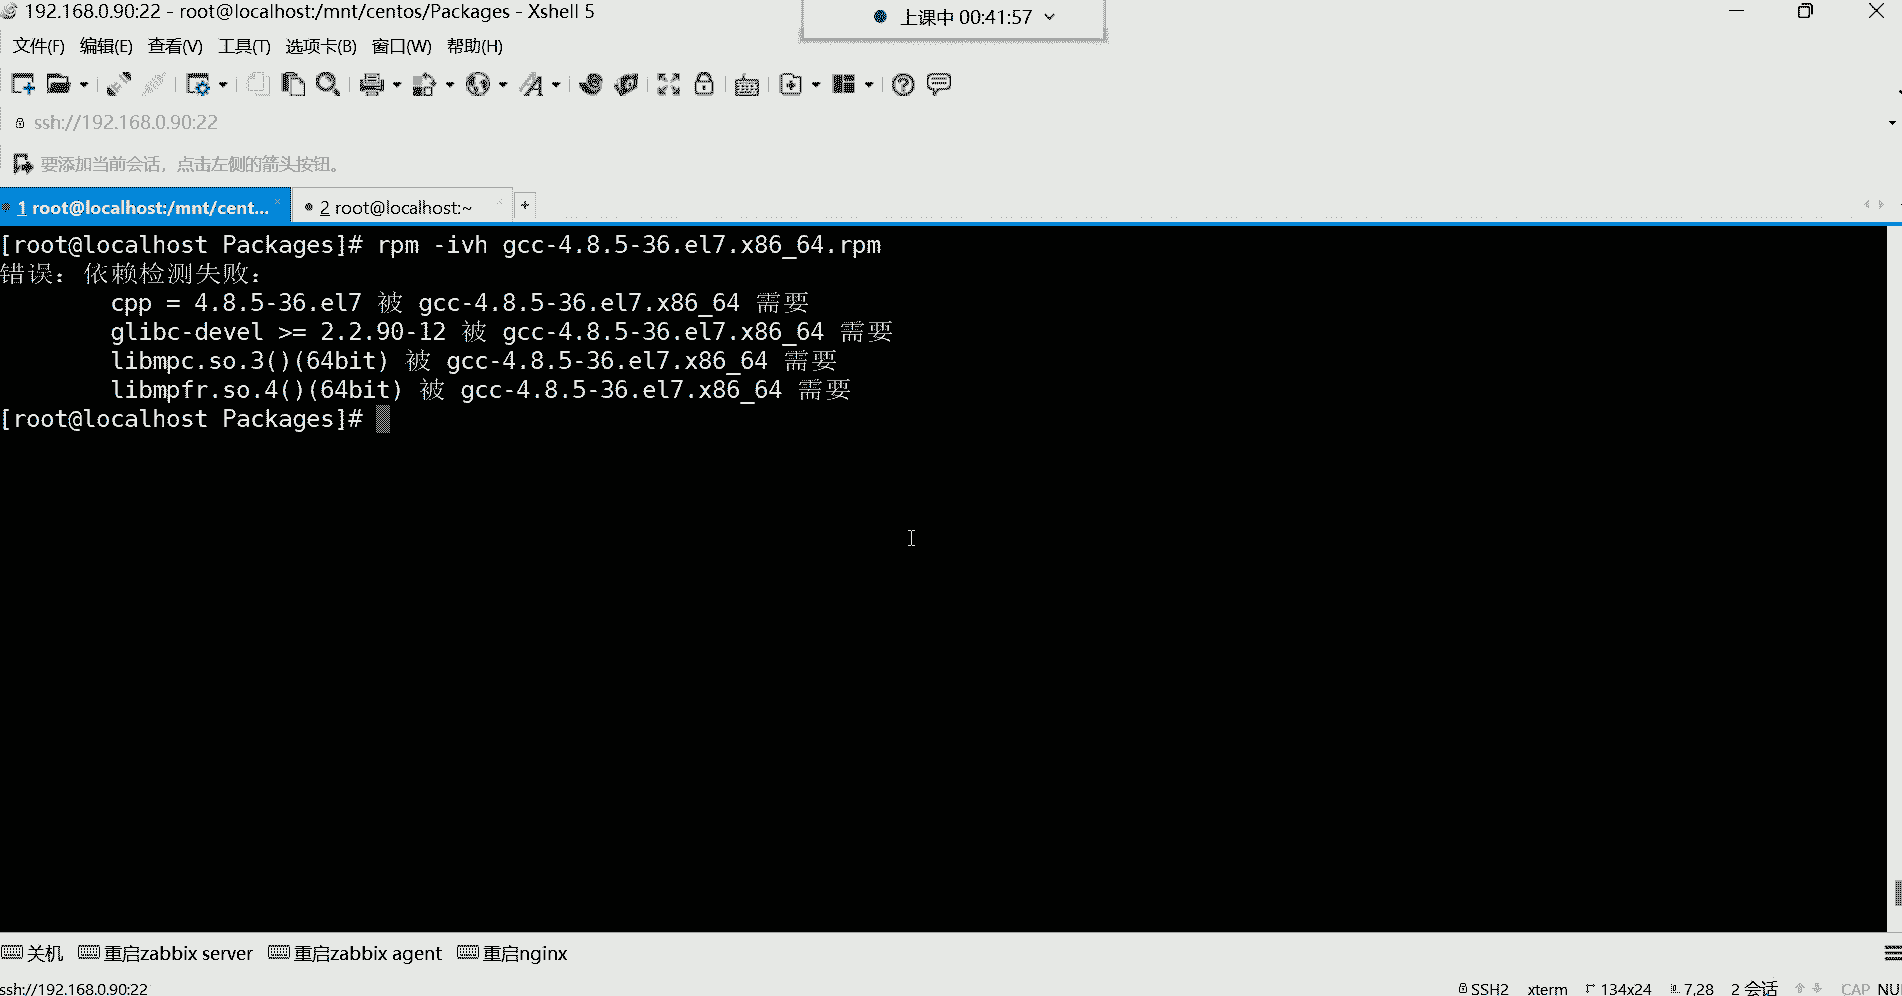 192.168.0.90:22 - root@localhost:/mnt/centos/Packages - Xshell 5
上课中 00:41:57
文件(F) 编辑(E) 查看(V) 工具(T) 选项卡(B) 窗口(W) 帮助(H)
ssh://192.168.0.90:22
要添加当前会话，点击左侧的箭头按钮。
1 root@localhost:/mnt/cent... 2 root@localhost:~
[root@localhost Packages]# rpm -ivh gcc-4.8.5-36.el7.x86_64.rpm
错误：依赖检测失败：
cpp = 4.8.5-36.el7 被 gcc-4.8.5-36.el7.x86_64 需要
glibc-devel >= 2.2.90-12 被 gcc-4.8.5-36.el7.x86_64 需要
libmpc.so.3()(64bit) 被 gcc-4.8.5-36.el7.x86_64 需要
libmpfr.so.4()(64bit) 被 gcc-4.8.5-36.el7.x86_64 需要
[root@localhost Packages]#
关机 重启zabbix server 重启zabbix agent 重启nginx
ssh://192.168.0.90:22 SSH2 xterm 134x24 7,28 2 会话 CAP NU